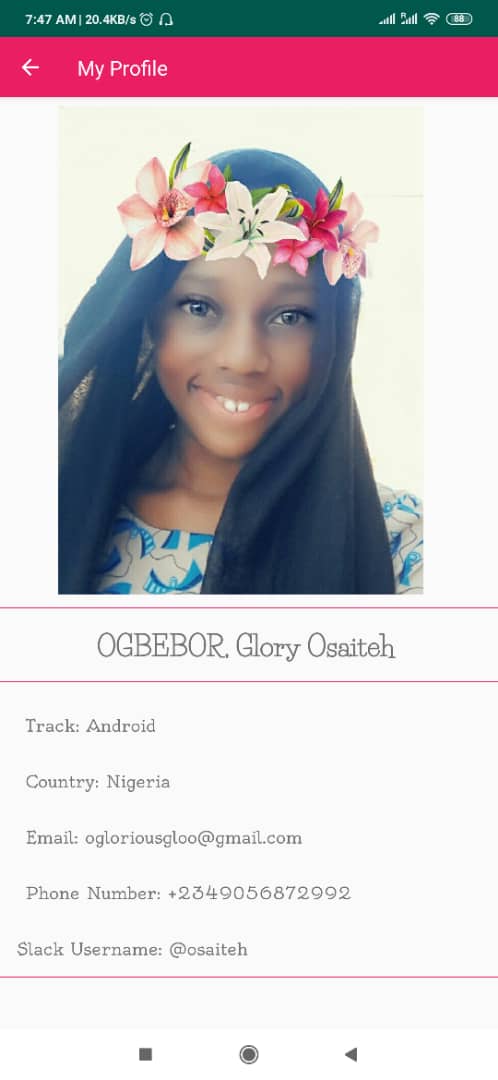 7:47 AM | 20.4KB/s
88
My Profile
OGBEBOR, Glory Osaiteh
Track: Android
Country: Nigeria
Email: ogloriousgloo@gmail.com
Phone Number: +2349056872992
Slack Username: @osaiteh